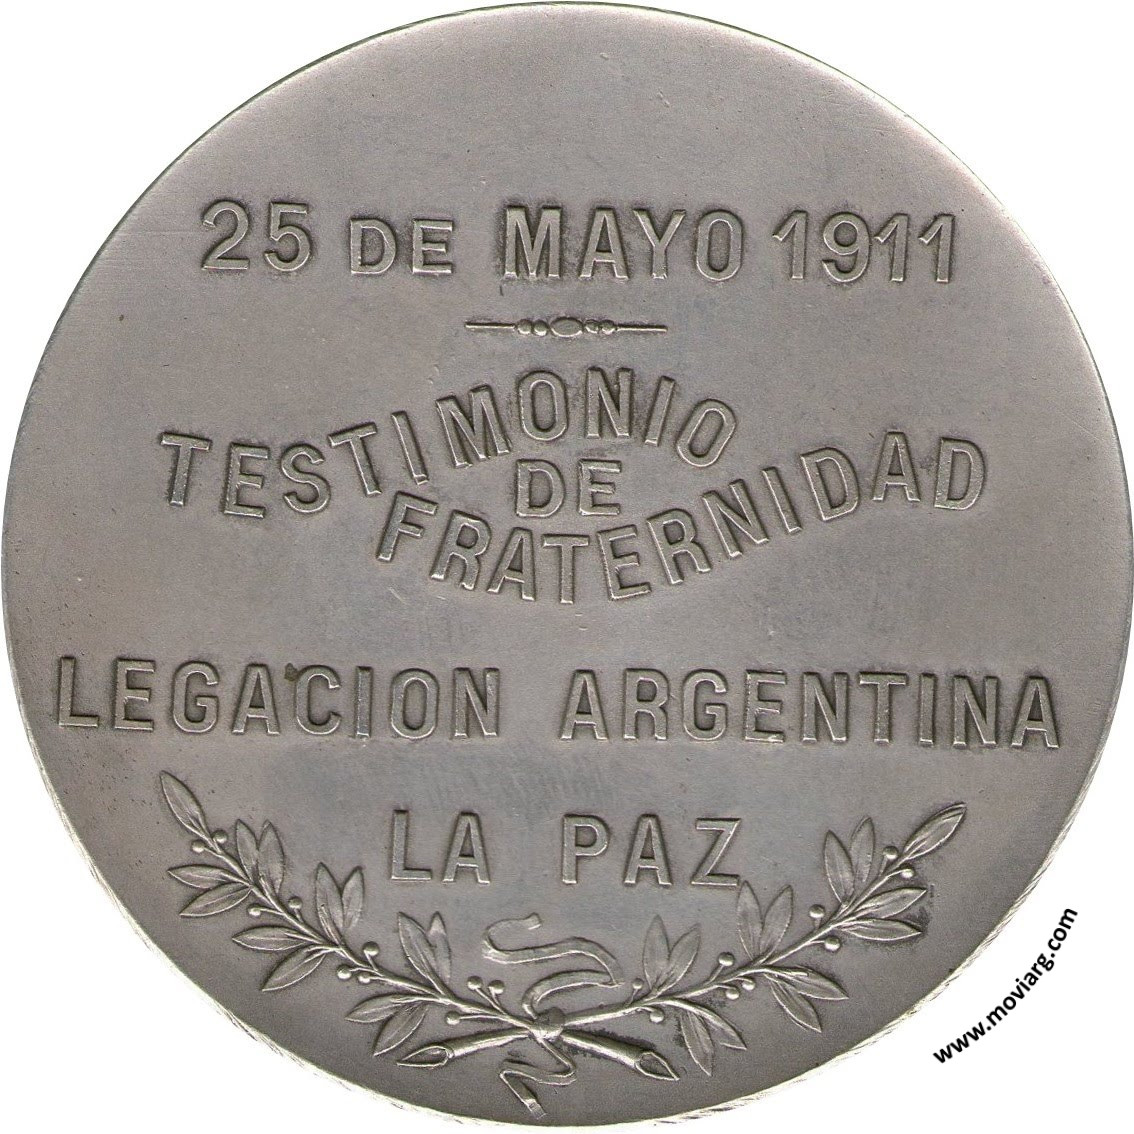 25 DE MAYO 1911
TESTIMONIO
DE
FRATERNIDAD
LEGACION ARGENTINA
LA PAZ
www.moviarg.com